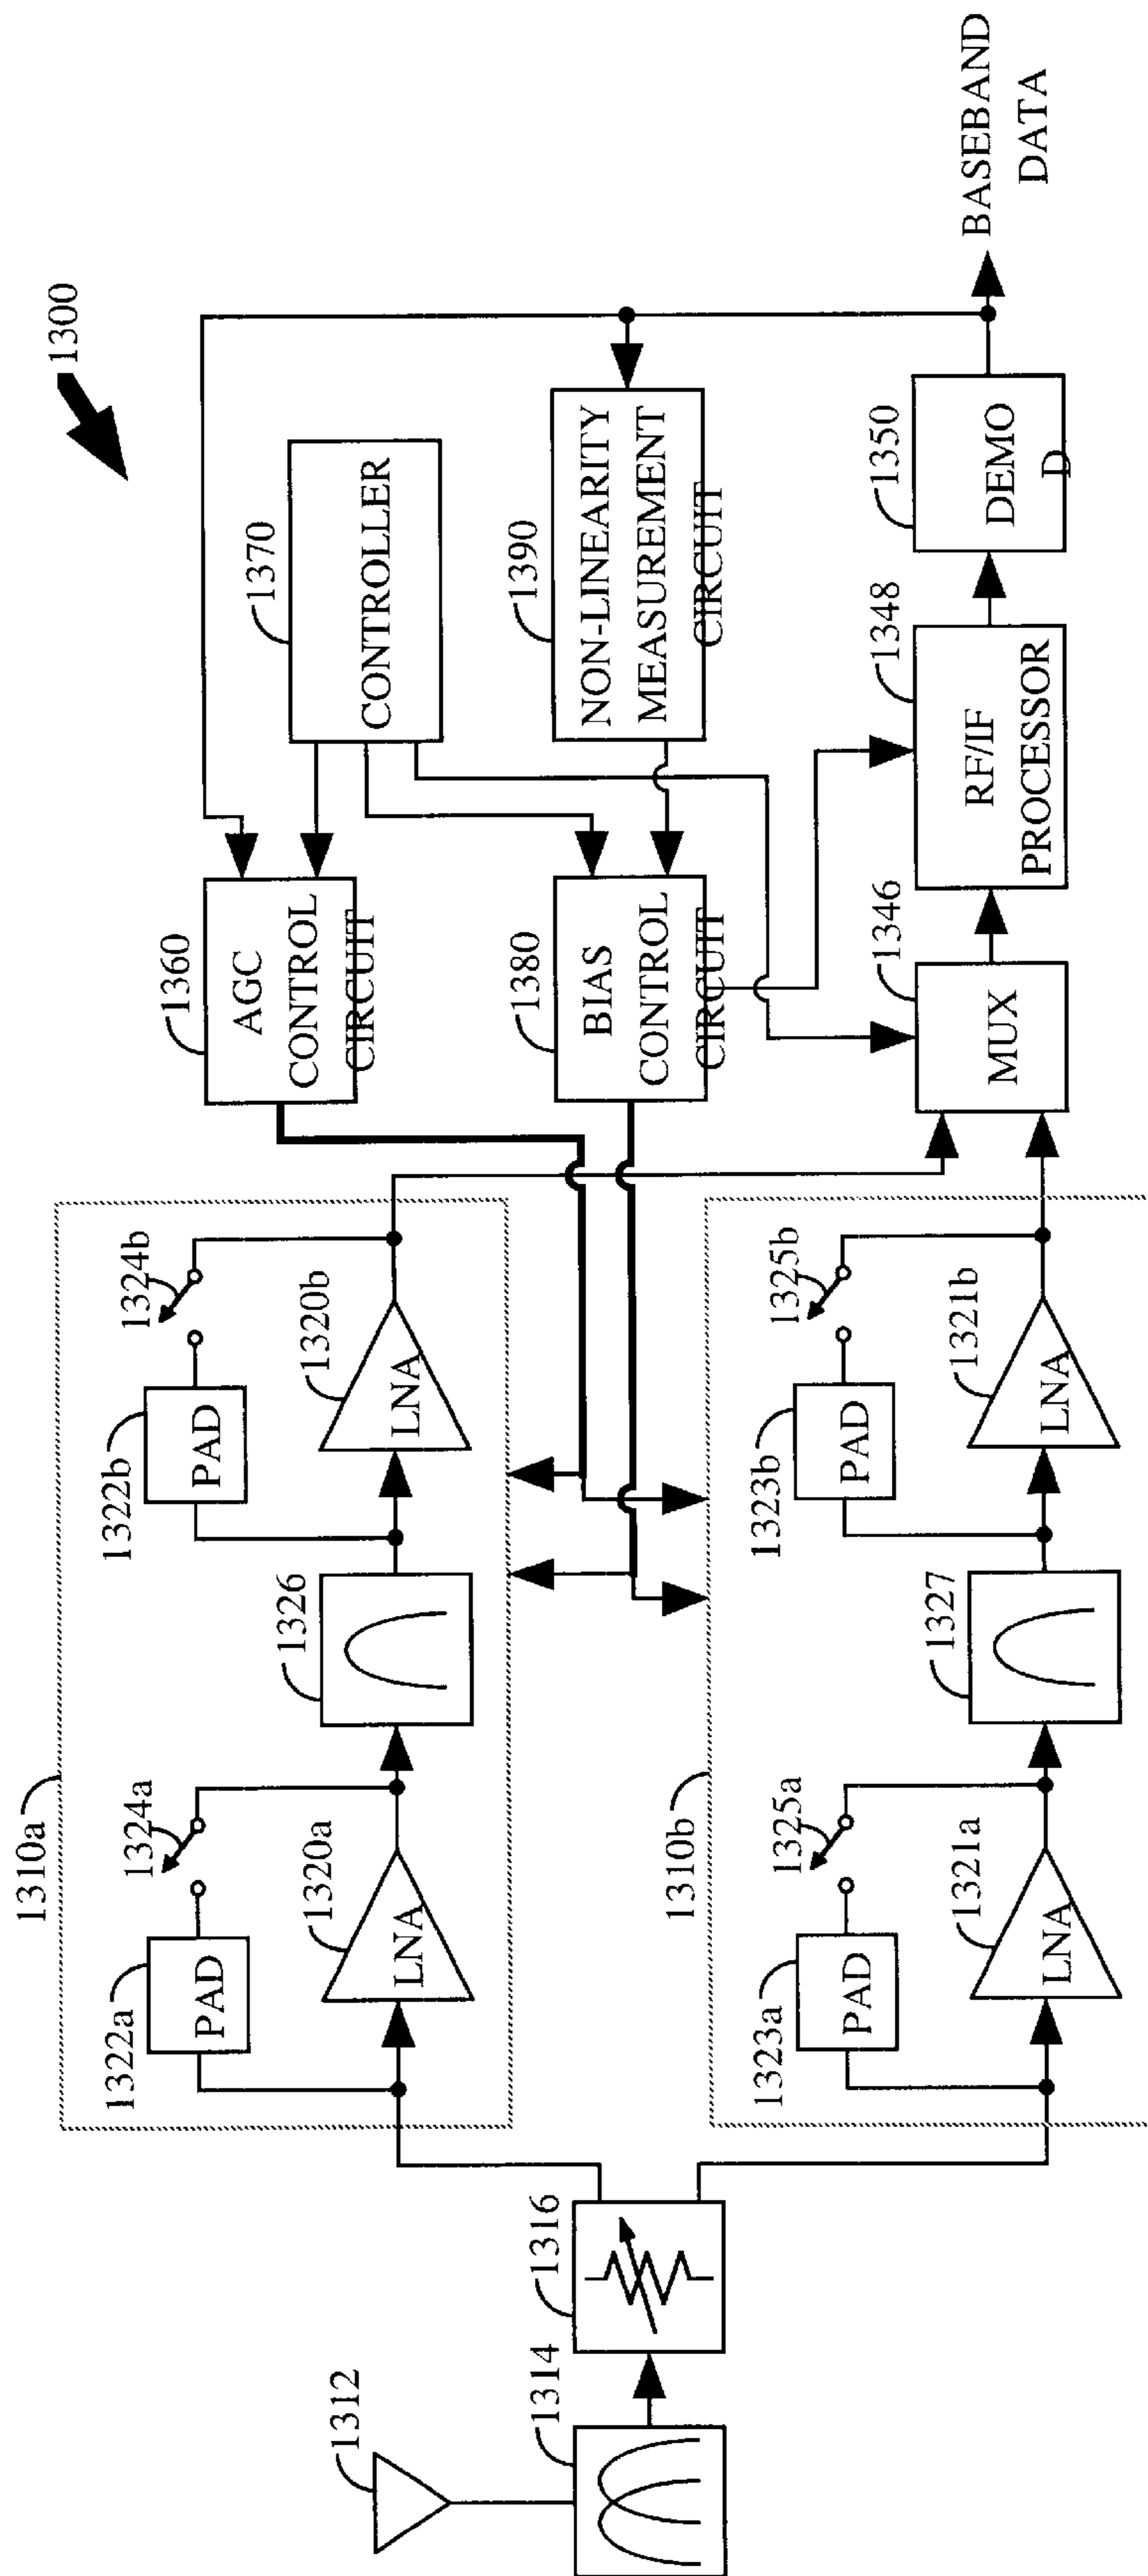 1300
1310a
1322a
PAD
1324a
1320a
LNA
1326
1322b
PAD
1324b
1320b
LNA
1360
AGC
CONTROL
CIRCUIT
1370
CONTROLLER
1380
BIAS
CONTROL
CIRCUIT
1390
NON-LINEARITY
MEASUREMENT
CIRCUIT
1312
1314
1316
1310b
1323a
PAD
1325a
1321a
LNA
1327
1323b
PAD
1325b
1321b
LNA
1346
MUX
1348
RF/IF
PROCESSOR
1350
DEMO
D
BASEBAND
DATA